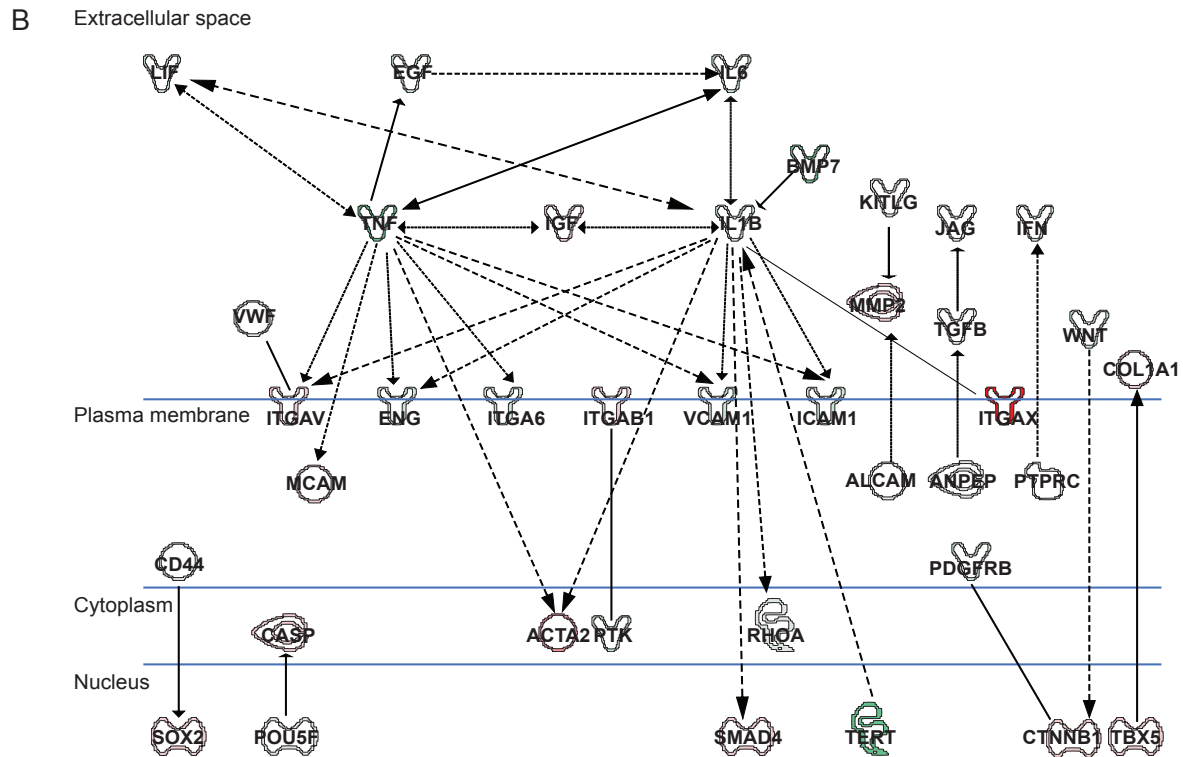 B
Extracellular space
LIF
EGF
IL6
BMP7
KITLG
TNF
IGF
IL1B
JAG
IFN
MMP2
VWF
TGFB
WNT
COL1A1
Plasma membrane
ITGAV
ENG
ITGA6
ITGAB1
VCAM1
ICAM1
ITGAX
MCAM
ALCAM
ANPEP
PTPRC
CD44
PDGFRB
Cytoplasm
CASP
ACTA2
PTK
RHOA
Nucleus
SOX2
POU5F
SMAD4
TERT
CTNNB1
TBX5